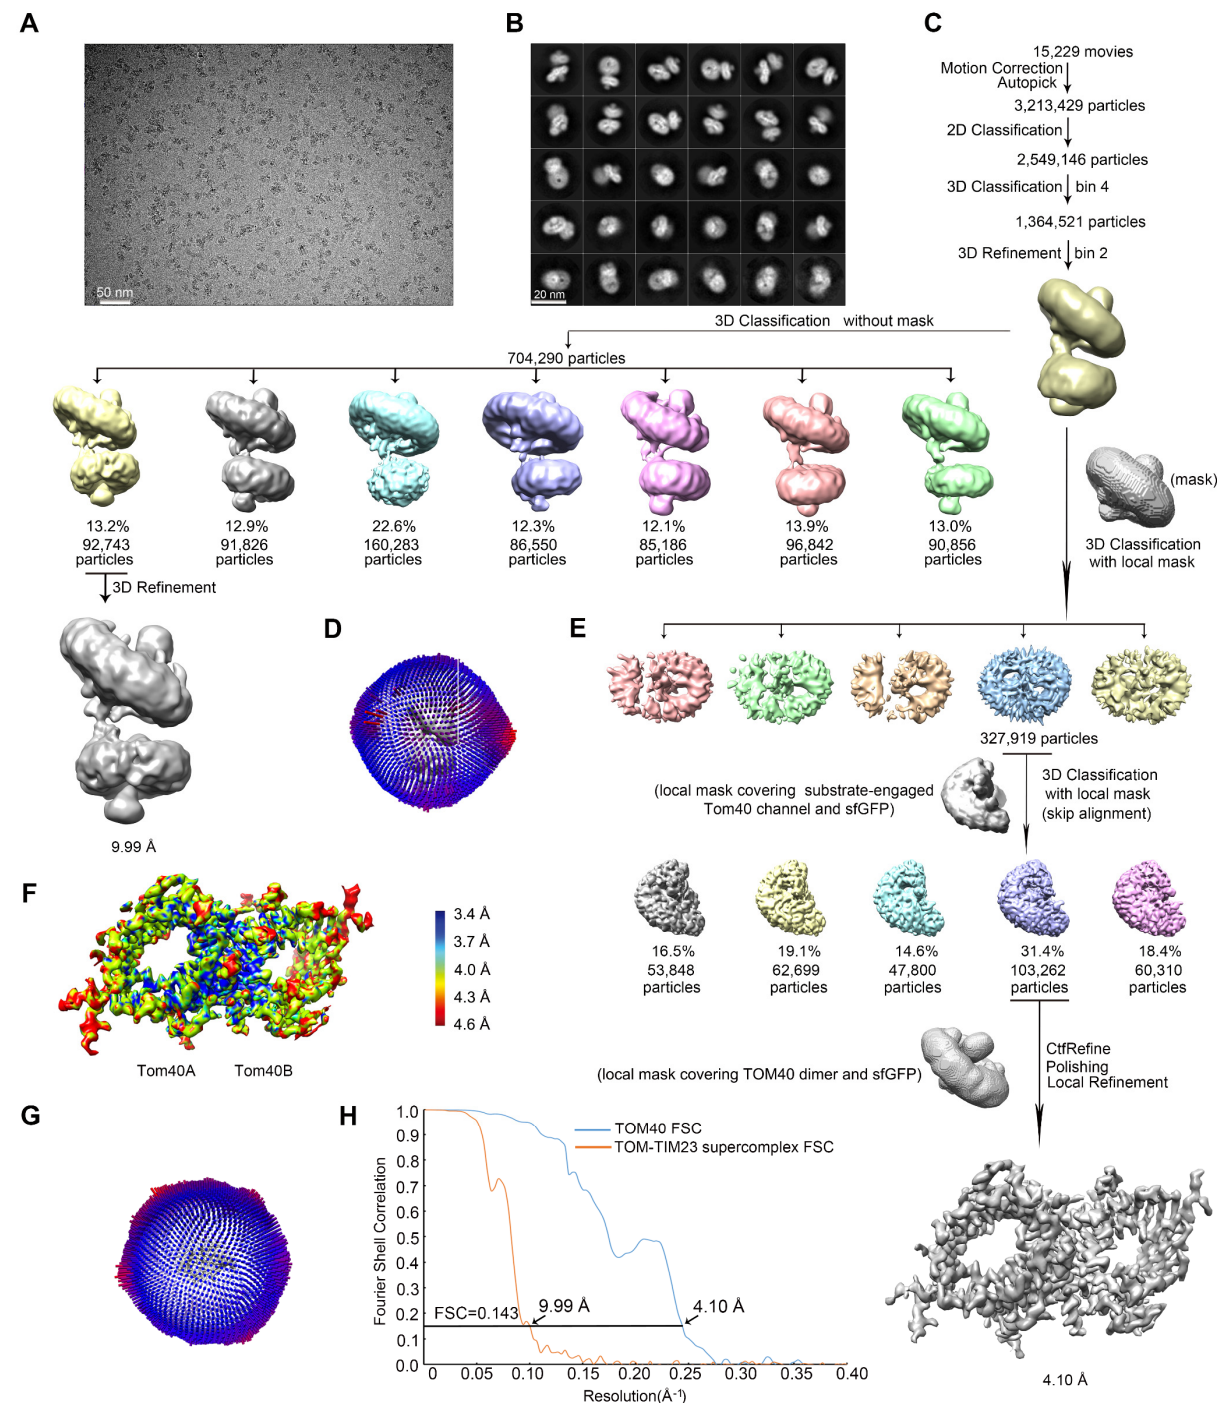 A
50 nm
B
20 nm
C
15,229 movies
Motion Correction
Autopick
3,213,429 particles
2D Classification
2,549,146 particles
3D Classification bin 4
1,364,521 particles
3D Refinement bin 2
3D Classification without mask
704,290 particles
13.2%
92,743
particles
12.9%
91,826
particles
22.6%
160,283
particles
12.3%
86,550
particles
12.1%
85,186
particles
13.9%
96,842
particles
13.0%
90,856
particles
(mask)
3D Classification
with local mask
3D Refinement
9.99 Å
D
E
327,919 particles
(local mask covering substrate-engaged
Tom40 channel and sfGFP)
3D Classification
with local mask
(skip alignment)
16.5%
53,848
particles
19.1%
62,699
particles
14.6%
47,800
particles
31.4%
103,262
particles
18.4%
60,310
particles
(local mask covering TOM40 dimer and sfGFP)
CtfRefine
Polishing
Local Refinement
4.10 Å
F
3.4 Å
3.7 Å
4.0 Å
4.3 Å
4.6 Å
Tom40A Tom40B
G
H
Fourier Shell Correlation
1.0
0.9
0.8
0.7
0.6
0.5
0.4
0.3
0.2
0.1
0.0
TOM40 FSC
TOM-TIM23 supercomplex FSC
FSC=0.143
9.99 Å
4.10 Å
0 0.05 0.10 0.15 0.20 0.25 0.30 0.35 0.40
Resolution(Å⁻¹)